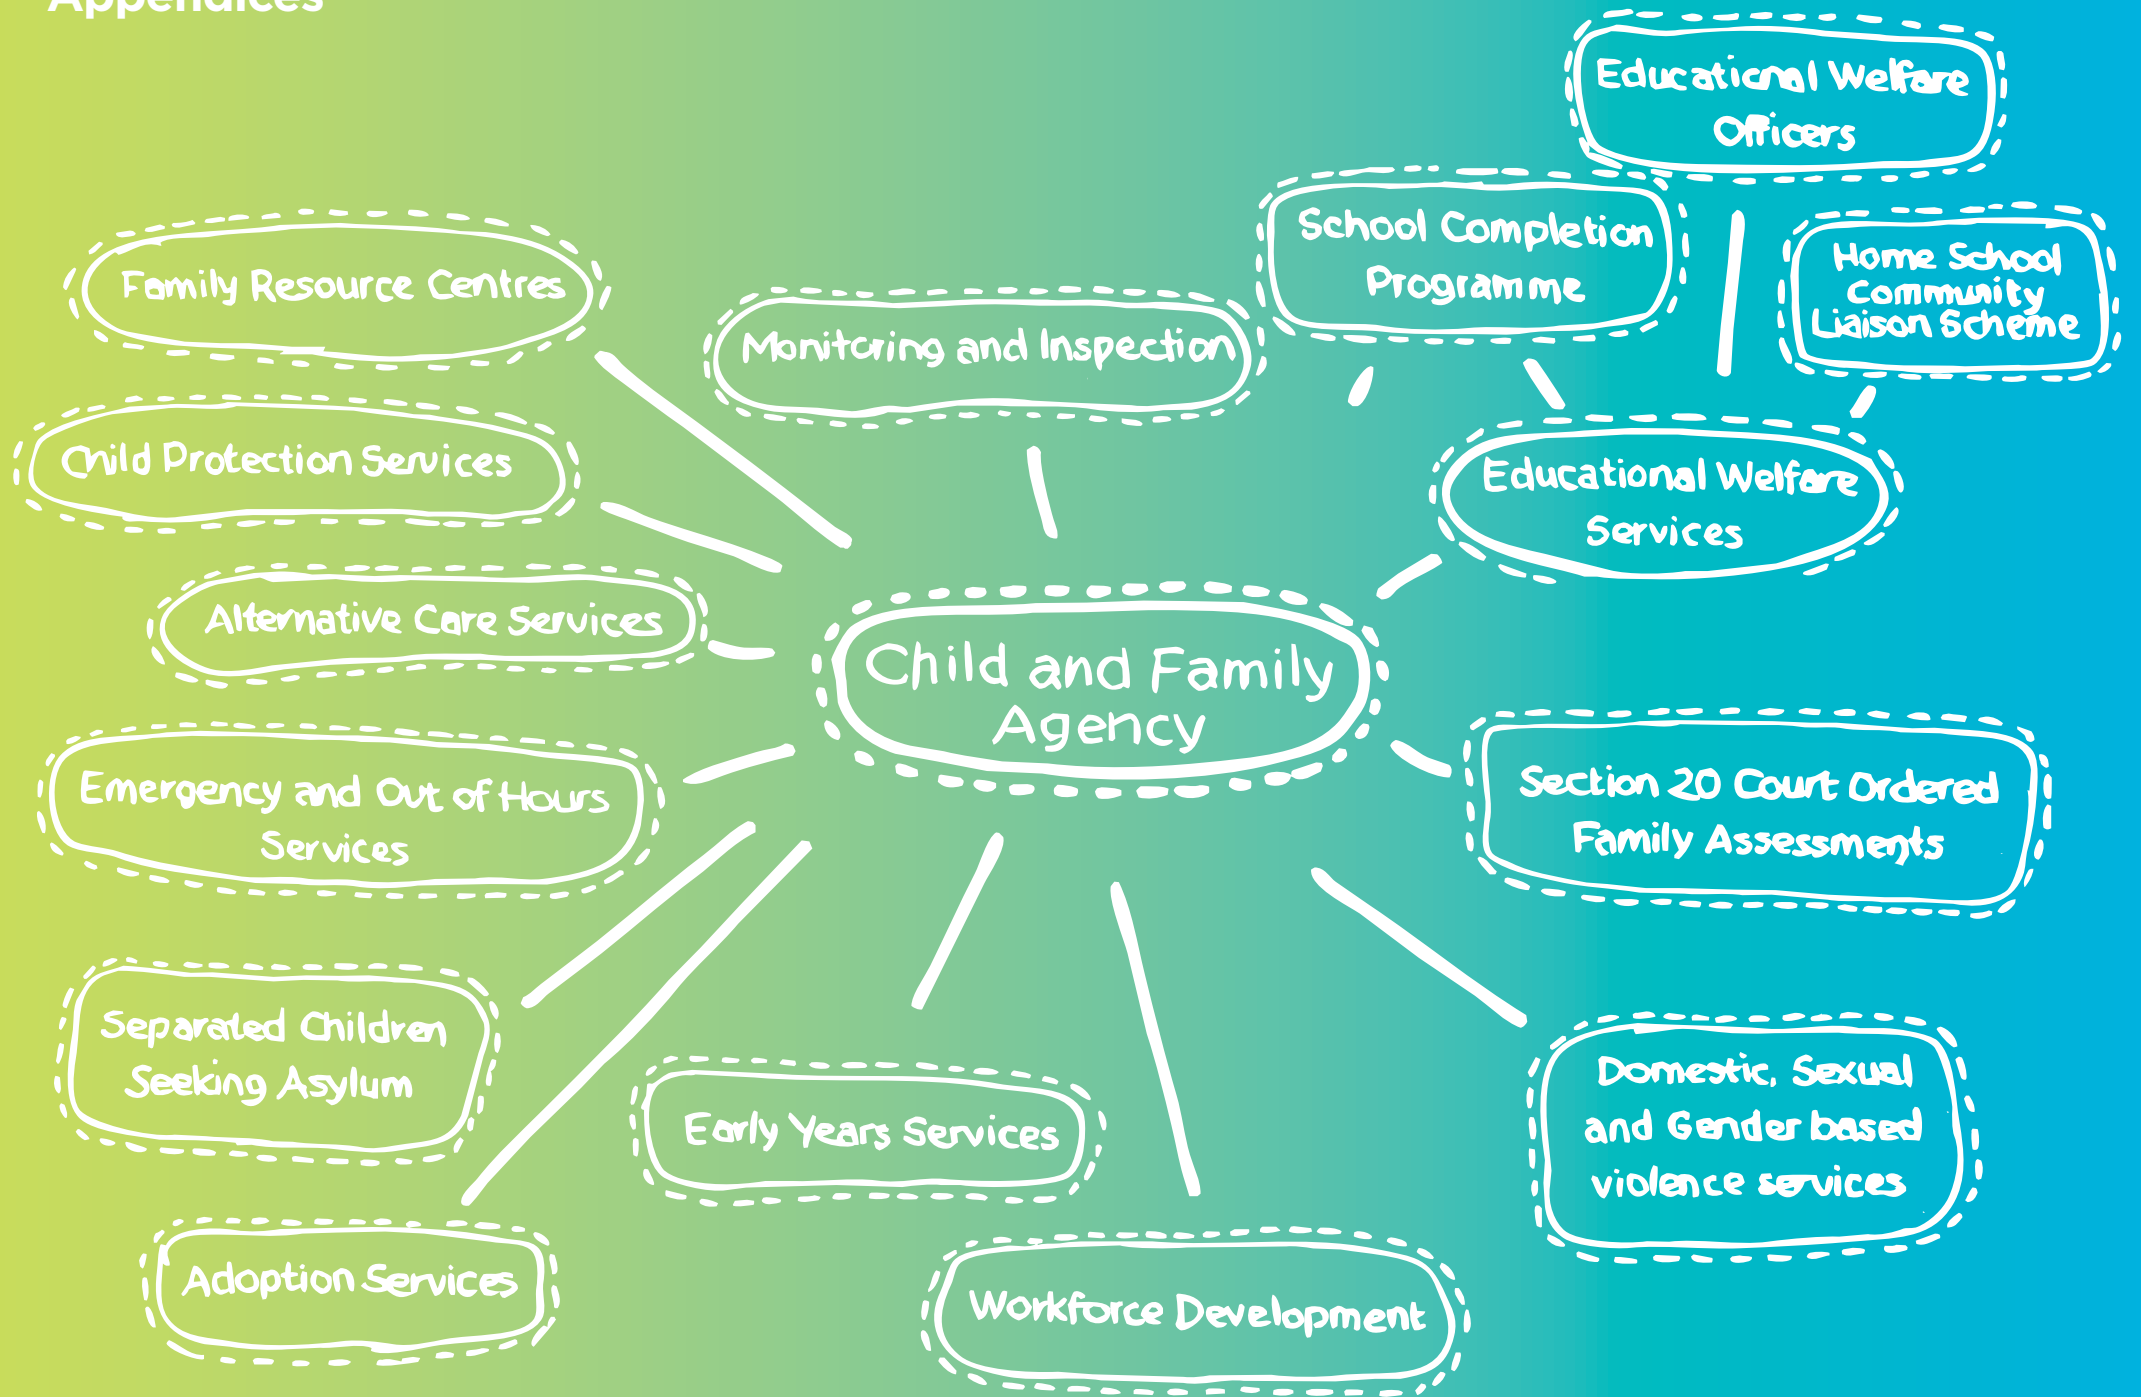 Appendices
Educational Welfare
Officers
School Completion
Programme
Home School
Community
Liaison Scheme
Family Resource Centres
Monitoring and Inspection
Child Protection Services
Educational Welfare
Services
Alternative Care Services
Child and Family
Agency
Emergency and Out of Hours
Services
Section 20 Court Ordered
Family Assessments
Separated Children
Seeking Asylum
Domestic, Sexual
and Gender based
violence services
Early Years Services
Adoption Services
Workforce Development